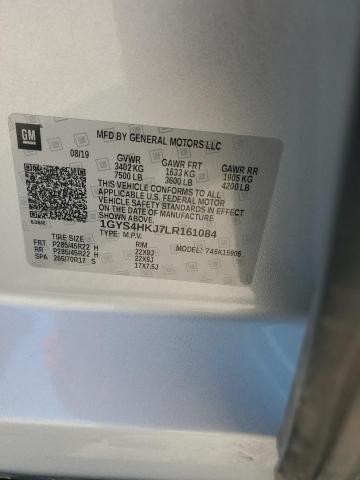 GM
MFD BY GENERAL MOTORS LLC
08/19
GVWR GAWR FRT GAWR RR
3402 KG 1633 KG 1905 KG
7500 LB 3600 LB 4200 LB
THIS VEHICLE CONFORMS TO ALL
APPLICABLE U.S. FEDERAL MOTOR
VEHICLE SAFETY STANDARDS IN
EFFECT ON THE DATE OF
MANUFACTURE SHOWN ABOVE.
1GYS4HKJ7LR161084
TYPE: M.P.V. MODEL: 746K15906
TIRE SIZE RIM
FRT P285/45R22 H 22X9J
RR P285/45R22 H 22X9J
SPA 265/70R17 S 17X7.5J